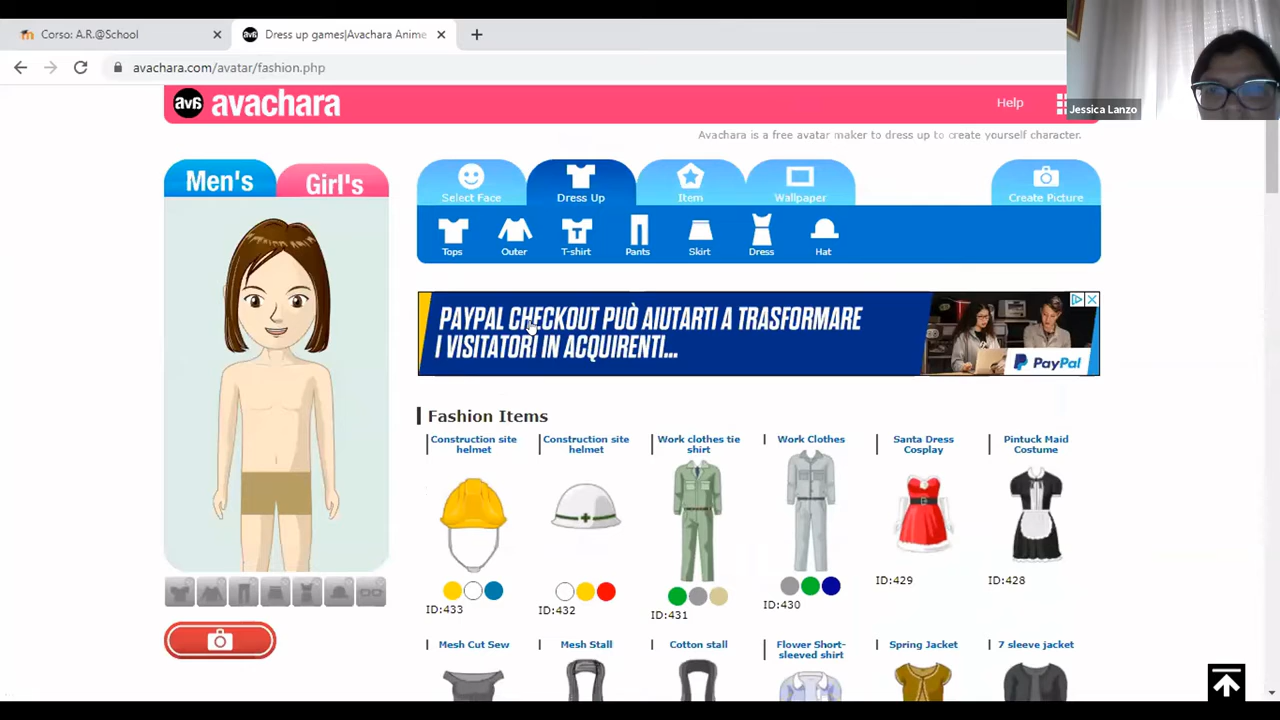 Corso: A.R.@School
Dress up games|Avachara Anime
avachara.com/avatar/fashion.php
Jessica Lanzo
ava avachara
Help
Avachara is a free avatar maker to dress up to create yourself character.
Men's
Girl's
Select Face
Dress Up
Item
Wallpaper
Create Picture
Tops
Outer
T-shirt
Pants
Skirt
Dress
Hat
PAYPAL CHECKOUT PUÒ AIUTARTI A TRASFORMARE
I VISITATORI IN ACQUIRENTI...
PayPal
Fashion Items
Construction site
helmet
Construction site
helmet
Work clothes tie
shirt
Work Clothes
Santa Dress
Cosplay
Pintuck Maid
Costume
ID:433
ID:432
ID:431
ID:430
ID:429
ID:428
Mesh Cut Sew
Mesh Stall
Cotton stall
Flower Short-
sleeved shirt
Spring Jacket
7 sleeve jacket